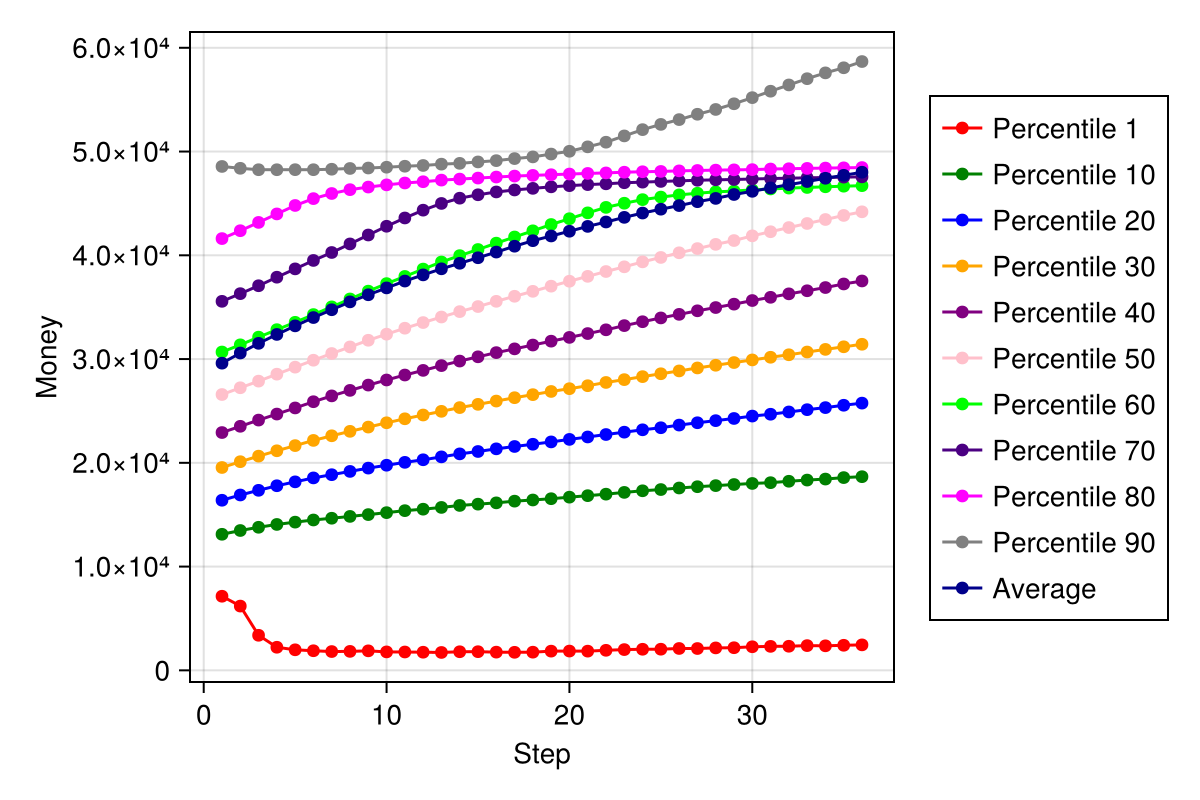 6.0×10⁴
5.0×10⁴
4.0×10⁴
3.0×10⁴
2.0×10⁴
1.0×10⁴
0
Money
0 10 20 30
Step
Percentile 1
Percentile 10
Percentile 20
Percentile 30
Percentile 40
Percentile 50
Percentile 60
Percentile 70
Percentile 80
Percentile 90
Average